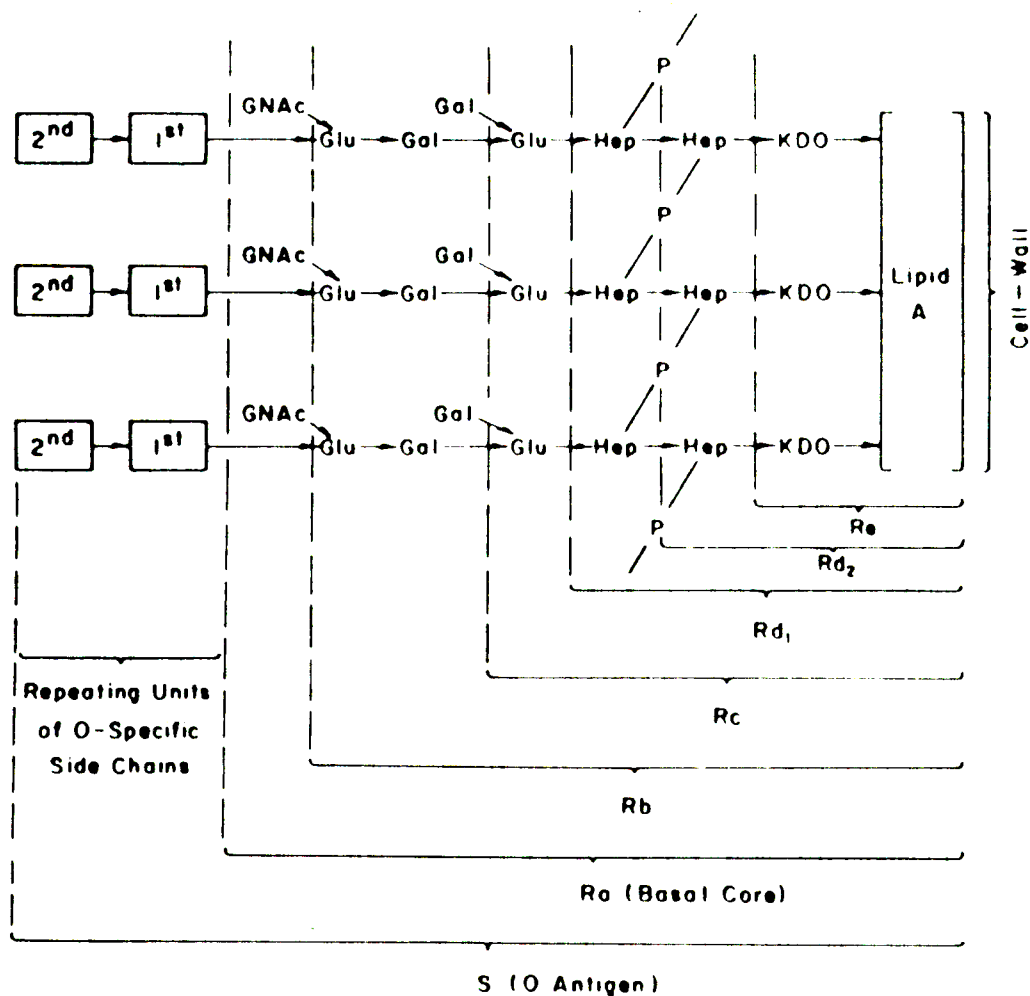 P
GNAc
Gal
2nd 1st Glu Gal Glu Hep Hep KDO
P
GNAc
Gal
2nd 1st Glu Gal Glu Hep Hep KDO
Lipid
A
Cell-Wall
P
GNAc
Gal
2nd 1st Glu Gal Glu Hep Hep KDO
P
Re
Rd2
Rd1
Repeating Units
of O-Specific
Side Chains
Rc
Rb
Ra (Basal Core)
S (O Antigen)